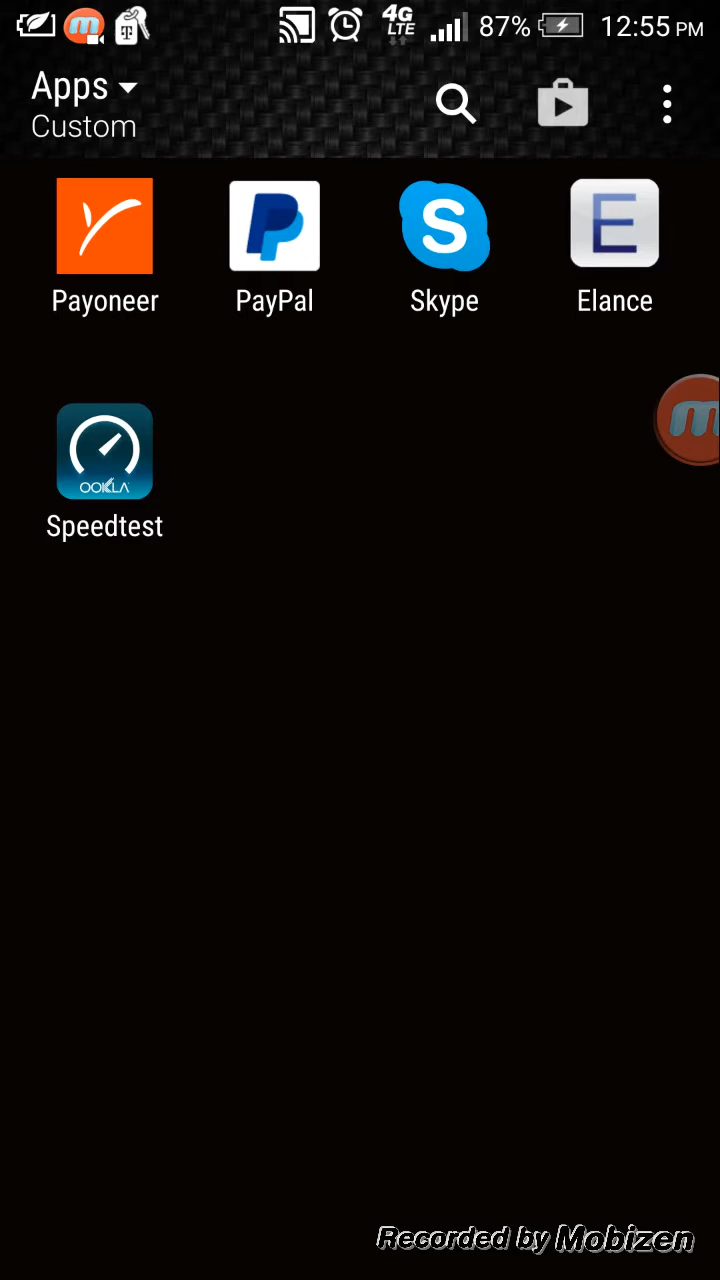 4G LTE 87% 12:55 PM
Apps
Custom
Payoneer PayPal Skype Elance
OOKLA
Speedtest
Recorded by Mobizen